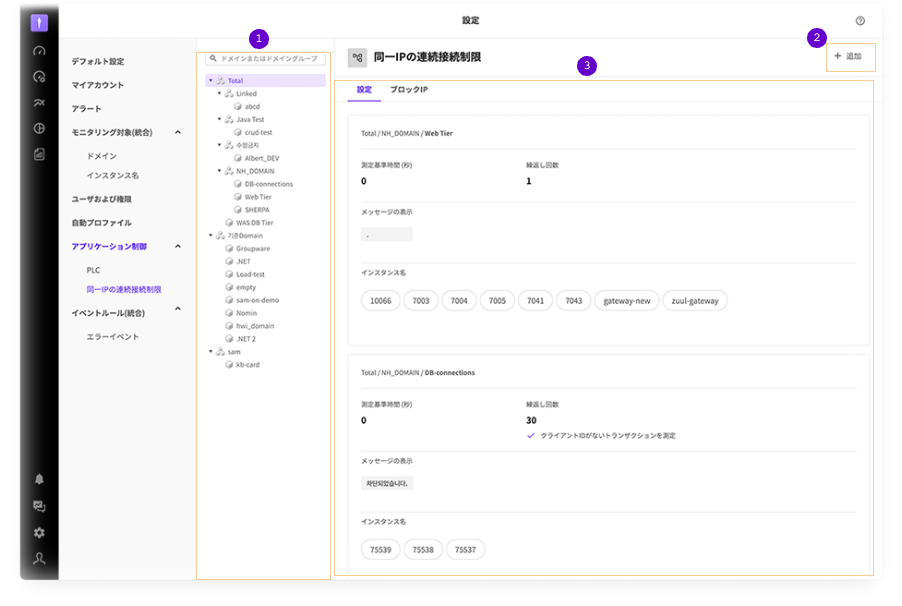 設定
1
2
3
デフォルト設定
マイアカウント
アラート
モニタリング対象(統合)
ドメイン
インスタンス名
ユーザおよび権限
自動プロファイル
アプリケーション制御
PLC
同一IPの連続接続制限
イベントルール(統合)
エラーイベント
ドメインまたはドメイングループ
Total
Linked
abcd
Java Test
crud-test
수정금지
Albert_DEV
NH_DOMAIN
DB-connections
Web Tier
SHERPA
WAS DB Tier
기존Domain
Groupware
.NET
Load-test
empty
sam-on-demo
Nomin
hwi_domain
.NET 2
sam
kb-card
同一IPの連続接続制限
+ 追加
設定 ブロックIP
Total / NH_DOMAIN / Web Tier
測定基準時間 (秒) 繰返し回数
0 1
メッセージの表示
.
インスタンス名
10066 7003 7004 7005 7041 7043 gateway-new zuul-gateway
Total / NH_DOMAIN / DB-connections
測定基準時間 (秒) 繰返し回数
0 30
クライアントIDがないトランザクションを測定
メッセージの表示
차단되었습니다.
インスタンス名
75539 75538 75537